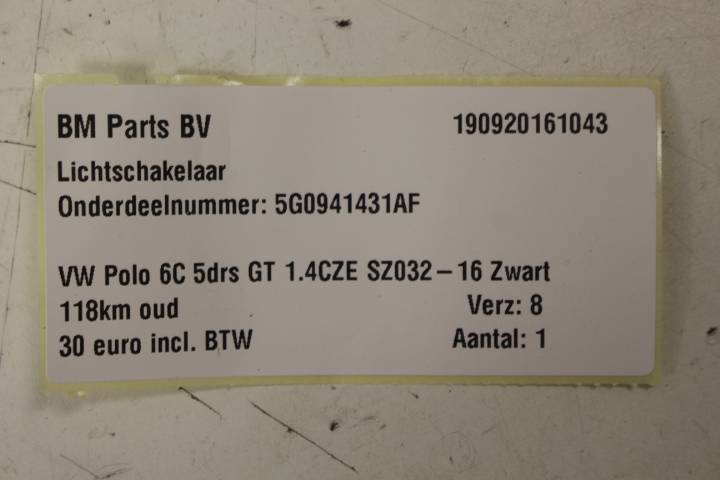 BM Parts BV 190920161043
Lichtschakelaar
Onderdeelnummer: 5G0941431AF
VW Polo 6C 5drs GT 1.4CZE SZ032-16 Zwart
118km oud Verz: 8
30 euro incl. BTW Aantal: 1